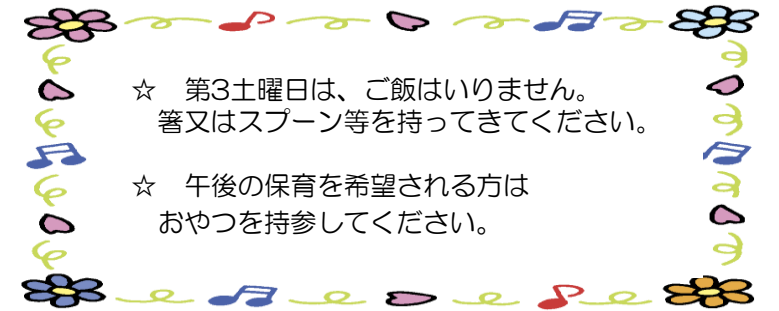 ☆　第3土曜日は、ご飯はいりません。
箸又はスプーン等を持ってきてください。
☆　午後の保育を希望される方は
おやつを持参してください。